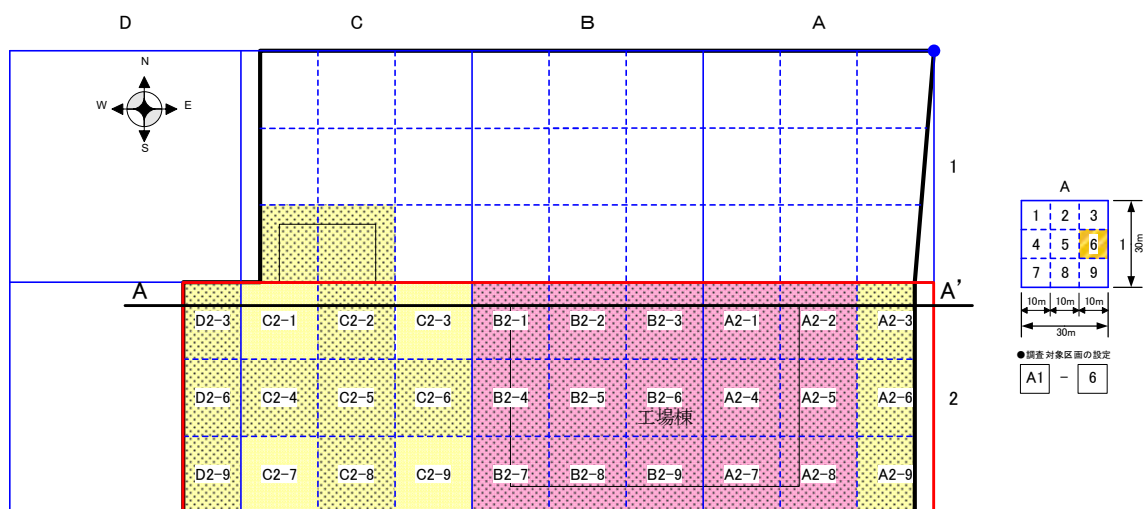 D C B A
N
W E
S
1
A A'
D2-3 C2-1 C2-2 C2-3 B2-1 B2-2 B2-3 A2-1 A2-2 A2-3
D2-6 C2-4 C2-5 C2-6 B2-4 B2-5 B2-6 A2-4 A2-5 A2-6
2
工場棟
D2-9 C2-7 C2-8 C2-9 B2-7 B2-8 B2-9 A2-7 A2-8 A2-9
A
1 2 3
4 5 6 1 30m
7 8 9
10m 10m 10m
30m
●調査対象区画の設定
A1 - 6